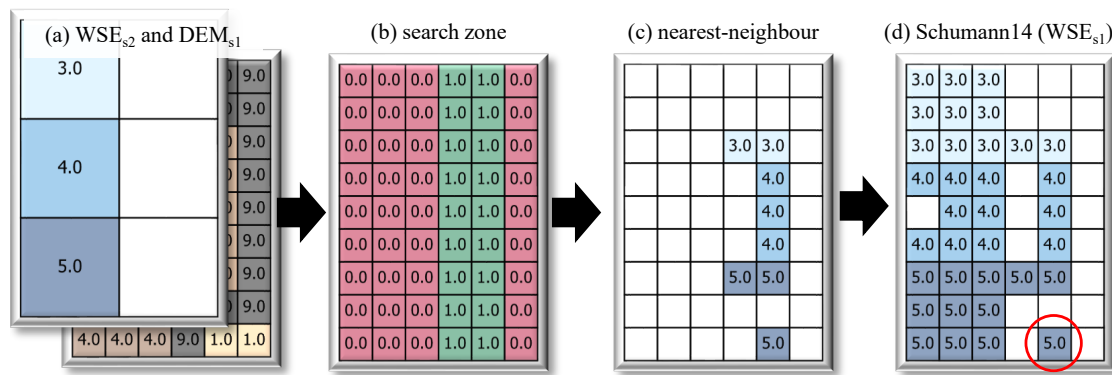 (a) WSEs2 and DEMs1
3.0
4.0
5.0
9.0
9.0
9.0
9.0
9.0
9.0
9.0
9.0
4.0 4.0 4.0 9.0 1.0 1.0
(b) search zone
0.0 0.0 0.0 1.0 1.0 0.0
0.0 0.0 0.0 1.0 1.0 0.0
0.0 0.0 0.0 1.0 1.0 0.0
0.0 0.0 0.0 1.0 1.0 0.0
0.0 0.0 0.0 1.0 1.0 0.0
0.0 0.0 0.0 1.0 1.0 0.0
0.0 0.0 0.0 1.0 1.0 0.0
0.0 0.0 0.0 1.0 1.0 0.0
0.0 0.0 0.0 1.0 1.0 0.0
(c) nearest-neighbour
3.0 3.0
4.0
4.0
4.0
5.0 5.0
5.0
(d) Schumann14 (WSEs1)
3.0 3.0 3.0
3.0 3.0
3.0 3.0 3.0 3.0 3.0
4.0 4.0 4.0 4.0
4.0 4.0 4.0
4.0 4.0 4.0 4.0
5.0 5.0 5.0 5.0 5.0
5.0 5.0 5.0
5.0 5.0 5.0 5.0